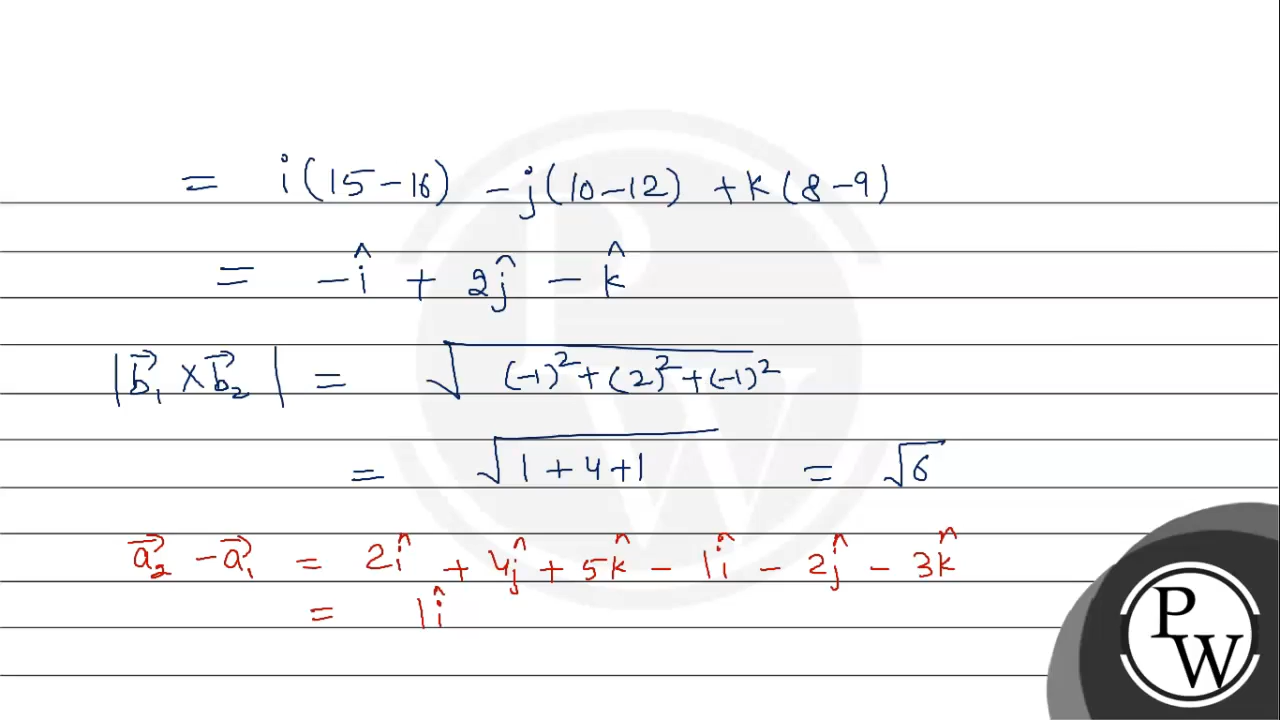 = i(15-16) -j(10-12) +k(8-9)
= -î + 2ĵ - k̂
|b⃗₁ × b⃗₂| = √((-1)²+(2)²+(-1)²)
= √(1+4+1) = √6
a⃗₂ - a⃗₁ = 2î + 4ĵ + 5k̂ - 1î - 2ĵ - 3k̂
= 1î
PW